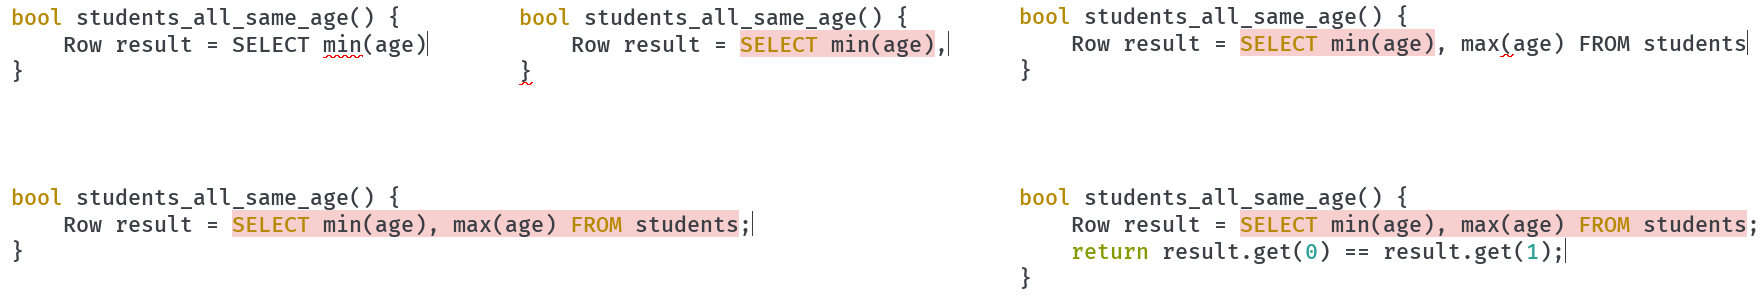 bool students_all_same_age() {
    Row result = SELECT min(age)
}
bool students_all_same_age() {
    Row result = SELECT min(age),
}
bool students_all_same_age() {
    Row result = SELECT min(age), max(age) FROM students
}
bool students_all_same_age() {
    Row result = SELECT min(age), max(age) FROM students;
}
bool students_all_same_age() {
    Row result = SELECT min(age), max(age) FROM students;
    return result.get(0) == result.get(1);
}